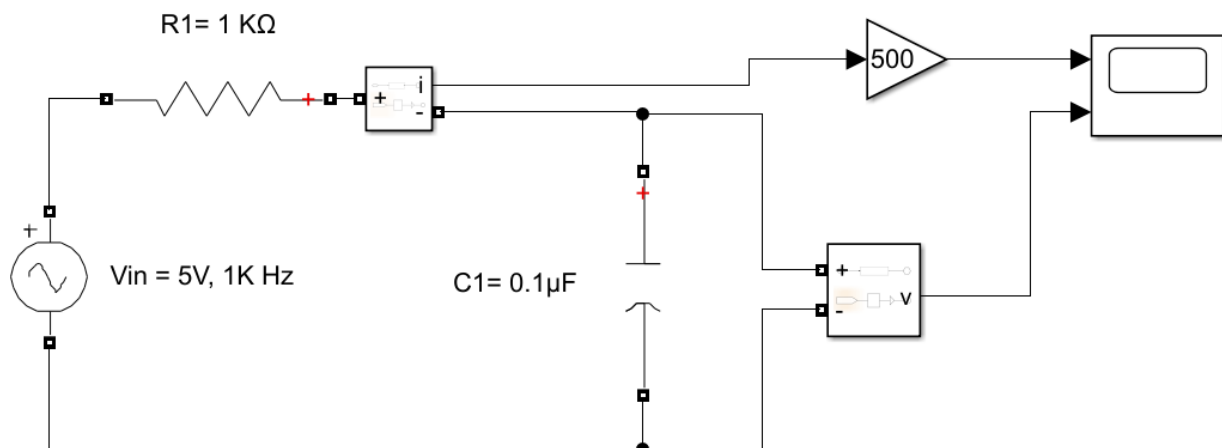 R1= 1 KΩ
i
+
-
500
+
+
+
Vin = 5V, 1K Hz
C1= 0.1µF
+
-
v